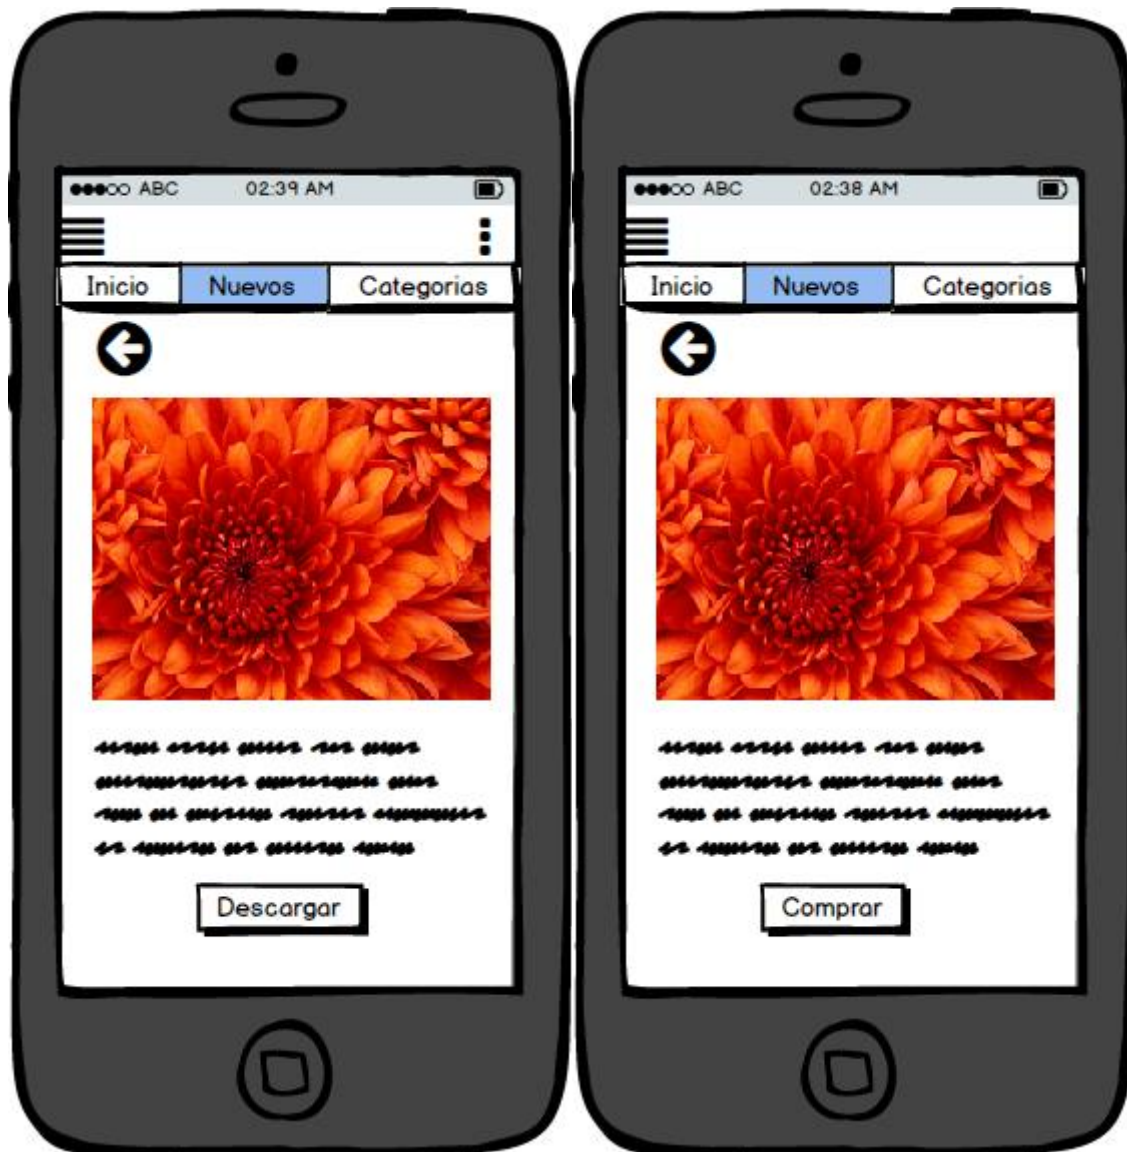 ABC 02:39 AM
Inicio Nuevos Categorias
Descargar
ABC 02:38 AM
Inicio Nuevos Categorias
Comprar